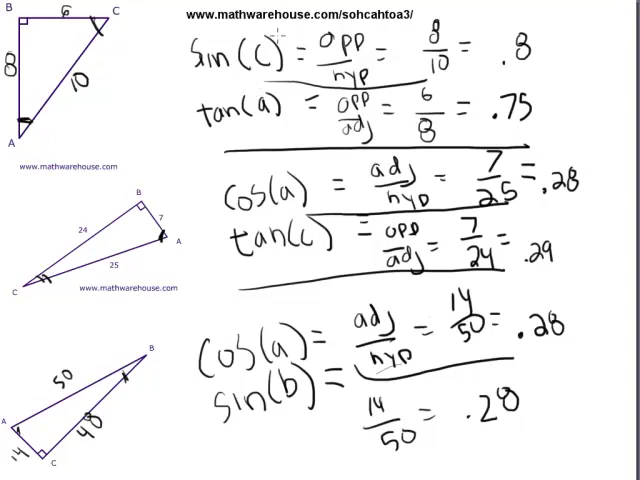 www.mathwarehouse.com/sohcahtoa3/
B 6 C
8
10
A
www.mathwarehouse.com
sin(C) = opp/hyp = 8/10 = .8
tan(a) = opp/adj = 6/8 = .75
B
24
7
A
25
C
www.mathwarehouse.com
cos(a) = adj/hyp = 7/25 = .28
tan(c) = opp/adj = 7/24 = .29
B
50
A
48
14
C
cos(a) = adj/hyp = 14/50 = .28
sin(b) = 14/50 = .28